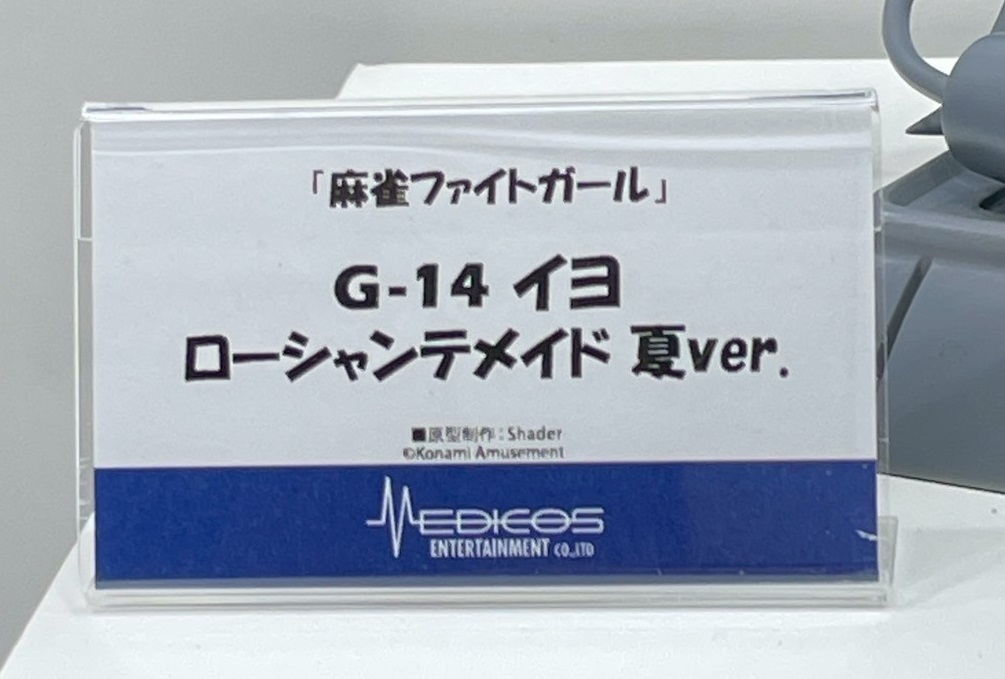 「麻雀ファイトガール」
G-14 イヨ
ローシャンテメイド 夏ver.
■原型制作：Shader
©Konami Amusement
MEDICOS
ENTERTAINMENT CO.,LTD